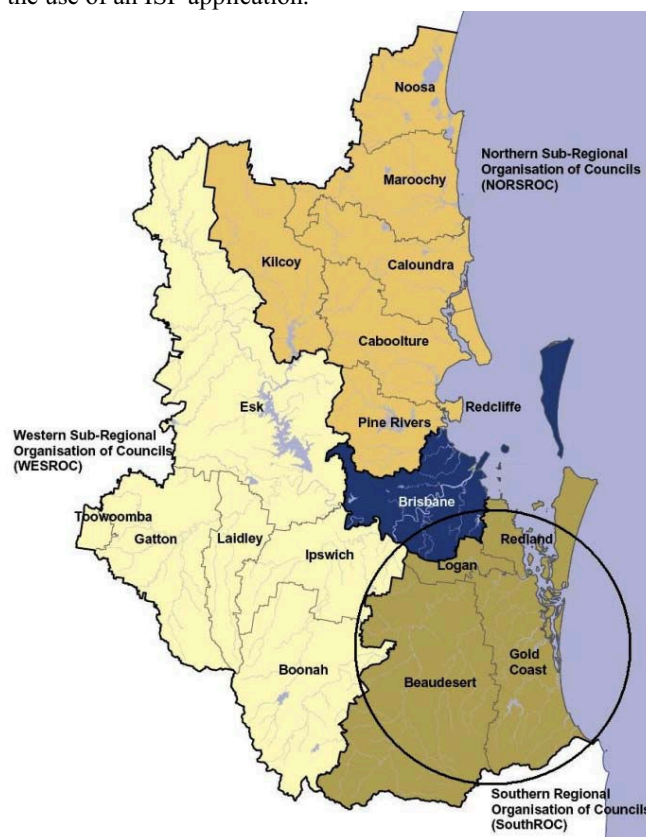 the use of an ISF application.
Noosa
Northern Sub-Regional
Organisation of Councils
(NORSROC)
Maroochy
Kilcoy
Caloundra
Caboolture
Esk
Redcliffe
Pine Rivers
Western Sub-Regional
Organisation of Councils
(WESROC)
Brisbane
Toowoomba
Gatton
Laidley
Ipswich
Redland
Logan
Gold
Coast
Boonah
Beaudesert
Southern Regional
Organisation of Councils
(SouthROC)